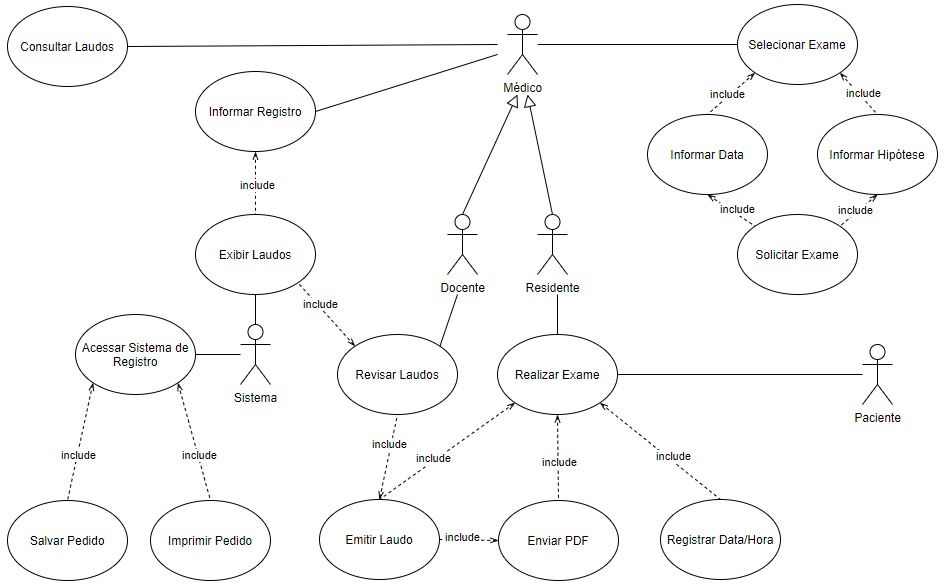 Consultar Laudos
Selecionar Exame
Médico
include
include
Informar Registro
Informar Data
Informar Hipótese
include
include
include
Exibir Laudos
Solicitar Exame
Docente
Residente
include
Acessar Sistema de
Registro
Revisar Laudos
Realizar Exame
Sistema
Paciente
include
include
include
include
include
include
include
Salvar Pedido
Imprimir Pedido
Emitir Laudo
include
Enviar PDF
Registrar Data/Hora